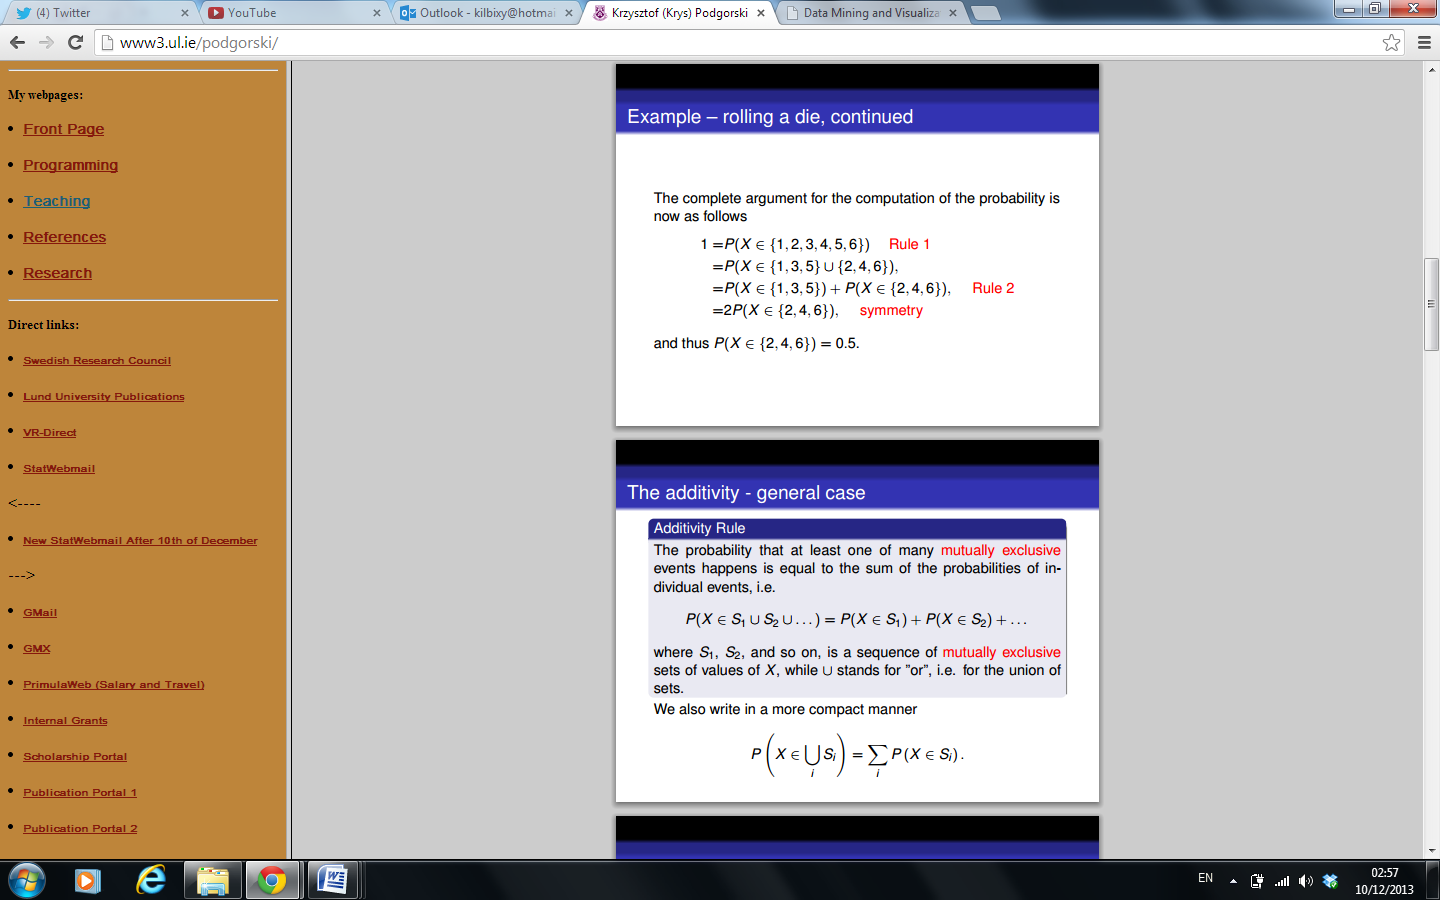 (4) Twitter
YouTube
Outlook - kilbixy@hotmai
Krzysztof (Krys) Podgorski
Data Mining and Visualiza
www3.ul.ie/podgorski/
My webpages:
Front Page
Programming
Teaching
References
Research
Direct links:
Swedish Research Council
Lund University Publications
VR-Direct
StatWebmail
<----
New StatWebmail After 10th of December
--->
GMail
GMX
PrimulaWeb (Salary and Travel)
Internal Grants
Scholarship Portal
Publication Portal 1
Publication Portal 2
Example – rolling a die, continued
The complete argument for the computation of the probability is
now as follows
1 =P(X ∈ {1, 2, 3, 4, 5, 6}) Rule 1
=P(X ∈ {1, 3, 5} ∪ {2, 4, 6}),
=P(X ∈ {1, 3, 5}) + P(X ∈ {2, 4, 6}), Rule 2
=2P(X ∈ {2, 4, 6}), symmetry
and thus P(X ∈ {2, 4, 6}) = 0.5.
The additivity - general case
Additivity Rule
The probability that at least one of many mutually exclusive
events happens is equal to the sum of the probabilities of in-
dividual events, i.e.
P(X ∈ S₁ ∪ S₂ ∪ . . . ) = P(X ∈ S₁) + P(X ∈ S₂) + . . .
where S₁, S₂, and so on, is a sequence of mutually exclusive
sets of values of X, while ∪ stands for ”or”, i.e. for the union of
sets.
We also write in a more compact manner
P (X ∈ ⋃ᵢ Sᵢ) = ∑ᵢ P (X ∈ Sᵢ) .
EN
02:57
10/12/2013